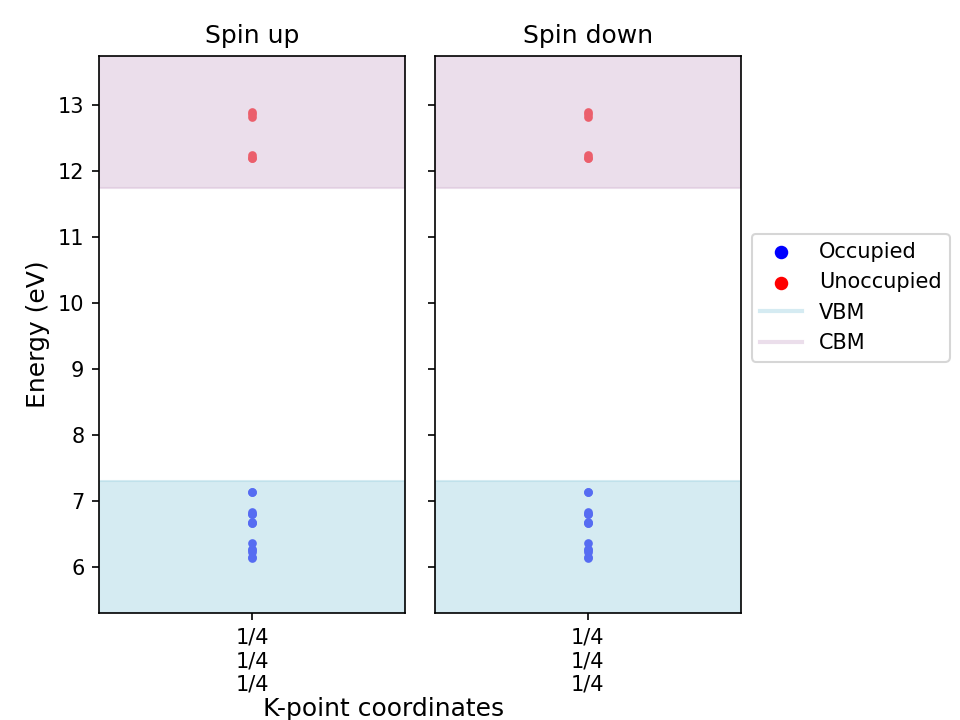 Spin up
Spin down
Energy (eV)
13
12
11
10
9
8
7
6
1/4
1/4
1/4
1/4
1/4
1/4
K-point coordinates
Occupied
Unoccupied
VBM
CBM